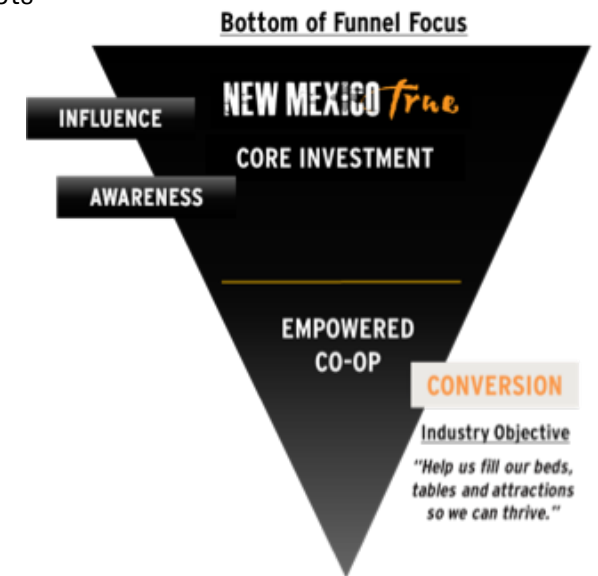 Bottom of Funnel Focus
NEW MEXICO True
INFLUENCE
CORE INVESTMENT
AWARENESS
EMPOWERED
CO-OP
CONVERSION
Industry Objective
"Help us fill our beds,
tables and attractions
so we can thrive."